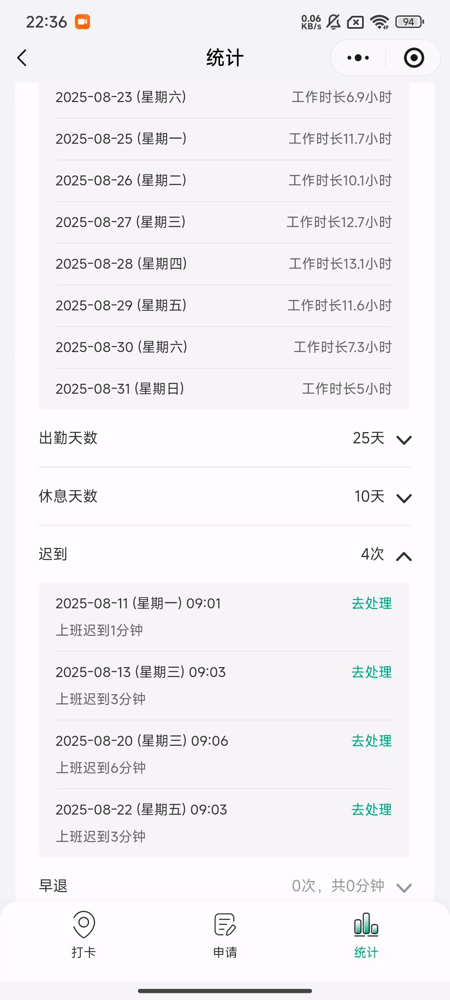 22:36
0.06
KB/s
94
统计
2025-08-23 (星期六) 工作时长6.9小时
2025-08-25 (星期一) 工作时长11.7小时
2025-08-26 (星期二) 工作时长10.1小时
2025-08-27 (星期三) 工作时长12.7小时
2025-08-28 (星期四) 工作时长13.1小时
2025-08-29 (星期五) 工作时长11.6小时
2025-08-30 (星期六) 工作时长7.3小时
2025-08-31 (星期日) 工作时长5小时
出勤天数 25天
休息天数 10天
迟到 4次
2025-08-11 (星期一) 09:01 去处理
上班迟到1分钟
2025-08-13 (星期三) 09:03 去处理
上班迟到3分钟
2025-08-20 (星期三) 09:06 去处理
上班迟到6分钟
2025-08-22 (星期五) 09:03 去处理
上班迟到3分钟
早退 0次，共0分钟
打卡 申请 统计